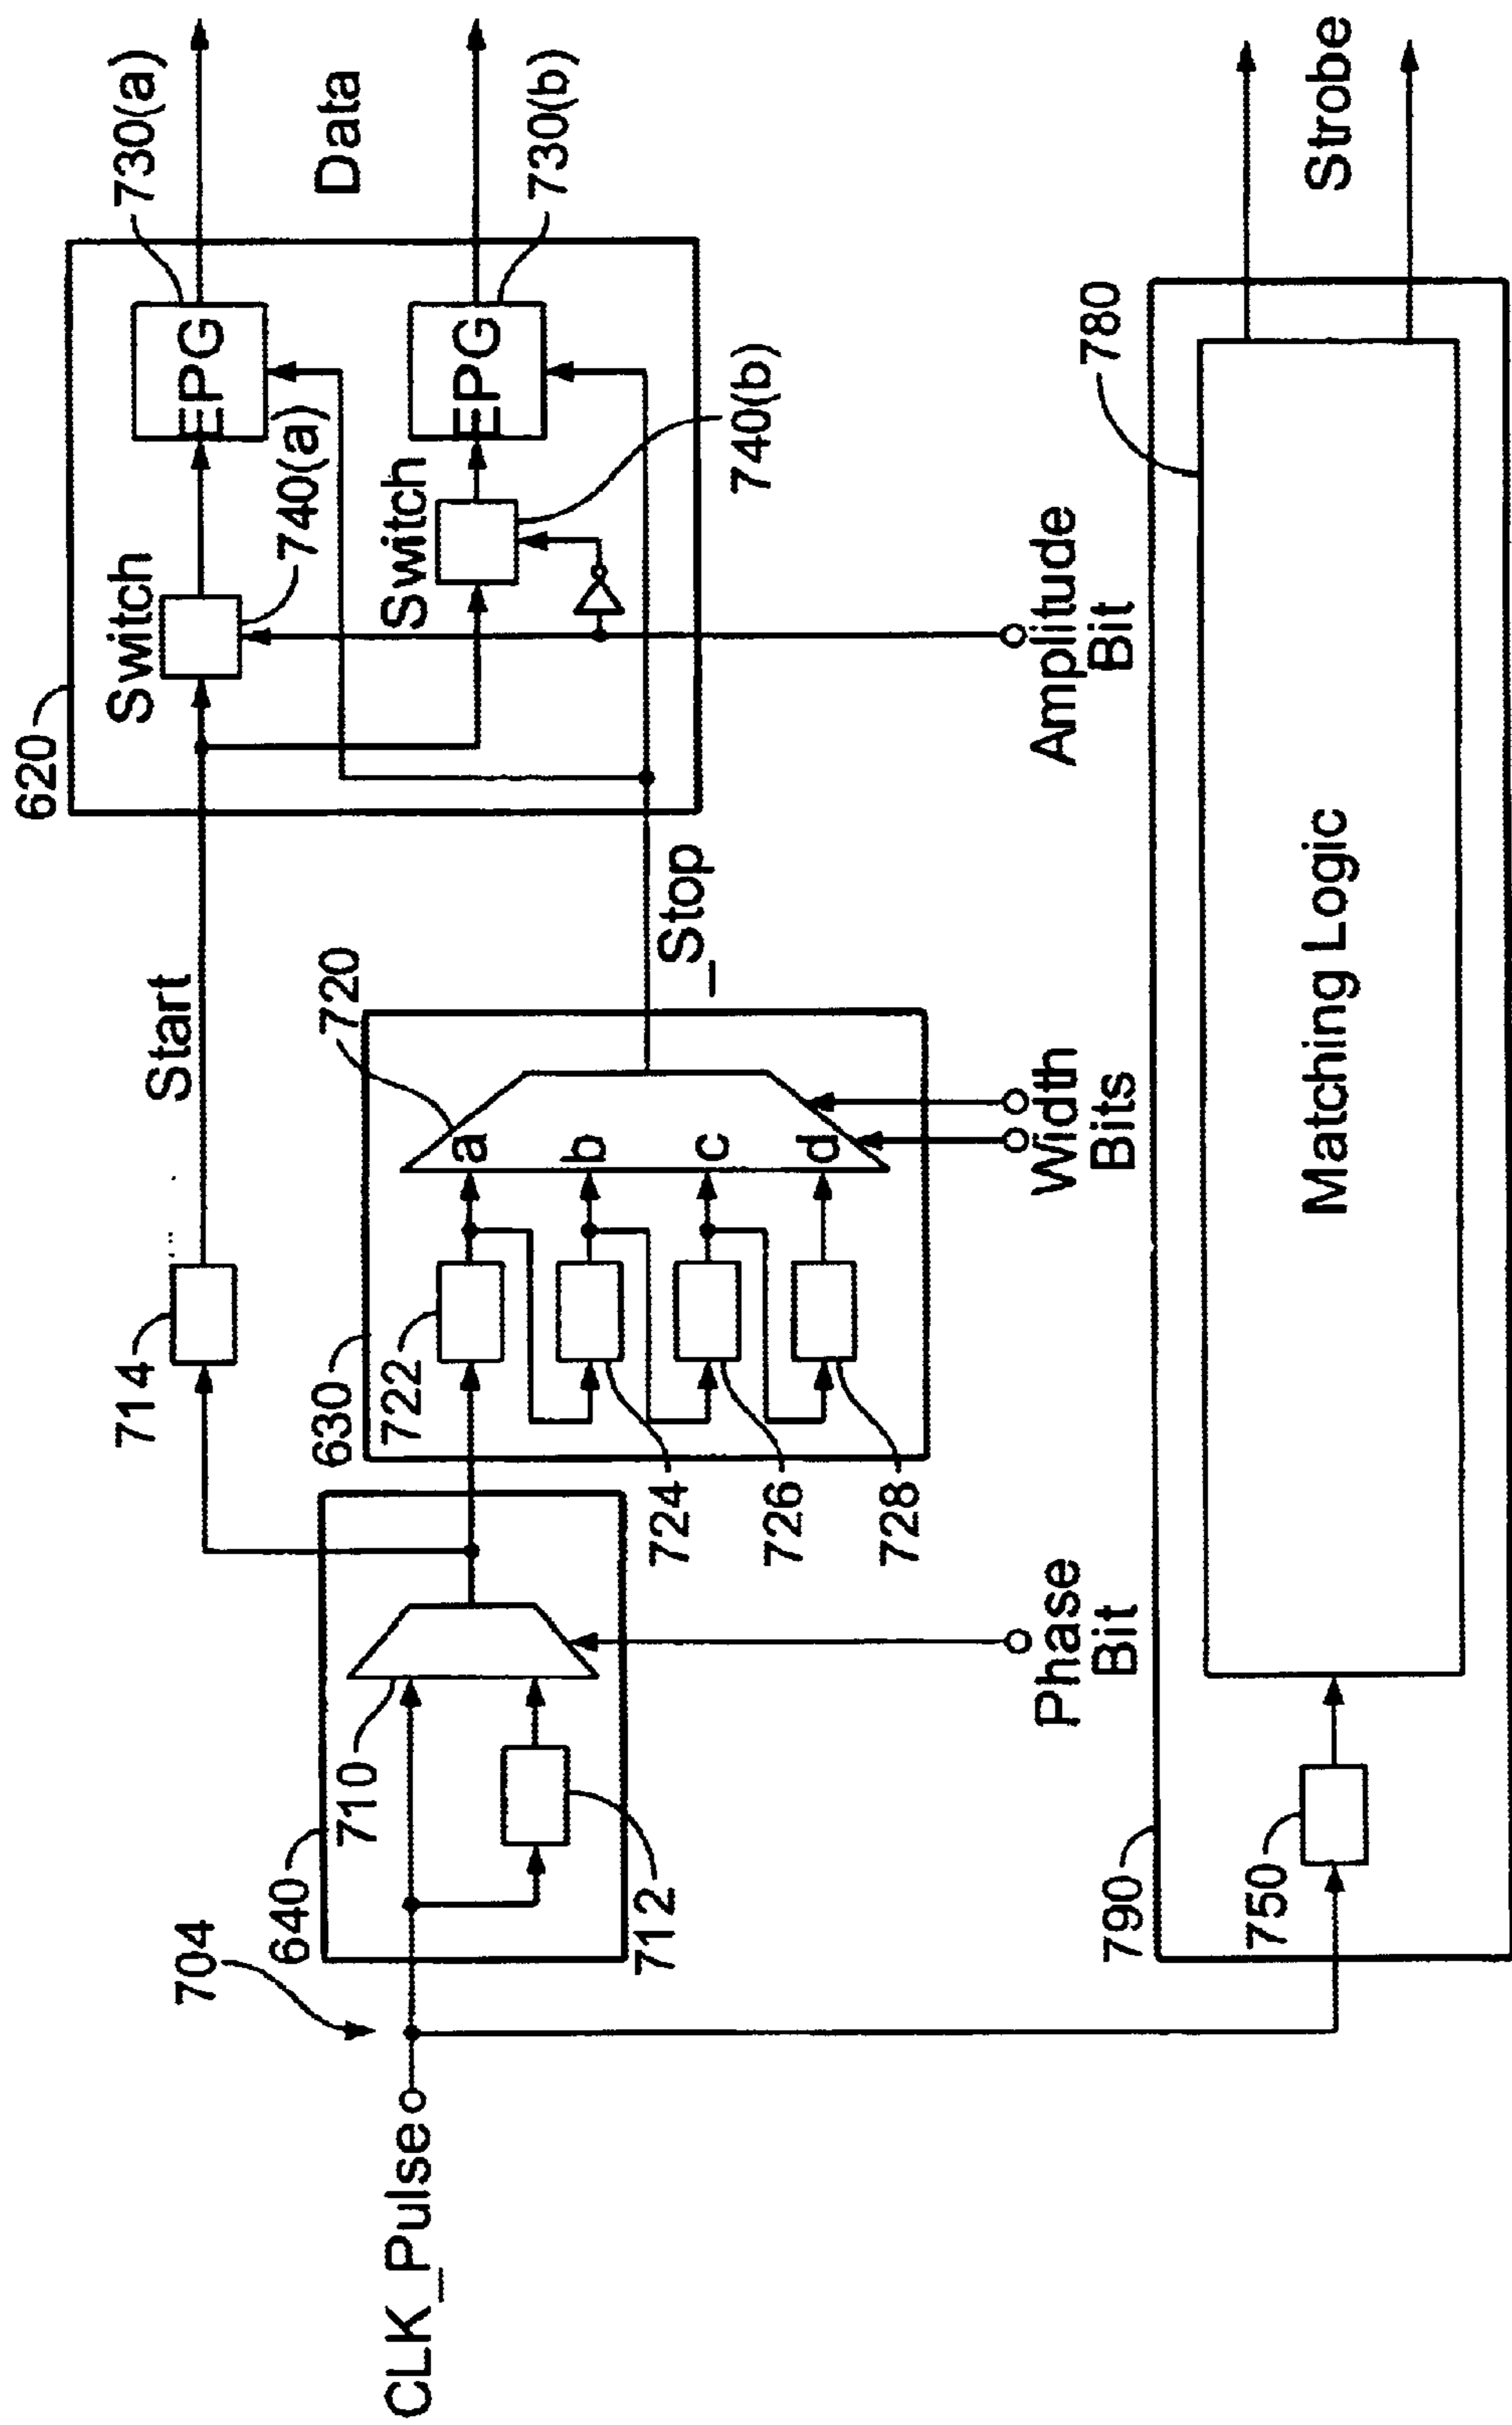 620
Switch
740(a)
EPG
730(a)
Data
Switch
740(b)
EPG
730(b)
714
Start
704
CLK_Pulse
640
710
712
630
722
724
726
728
a
b
c
d
720
_Stop
Phase
Bit
Width
Bits
Amplitude
Bit
790
750
Matching Logic
780
Strobe